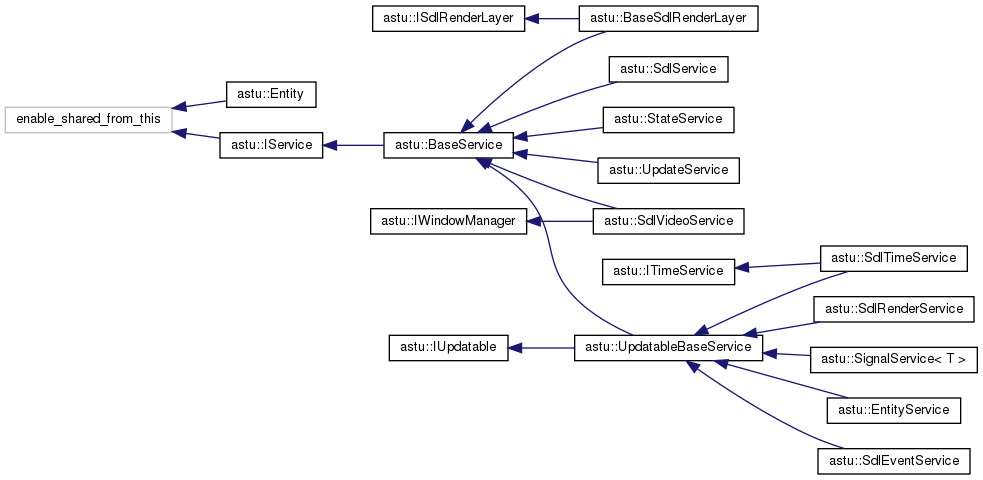 astu::ISdlRenderLayer
astu::BaseSdlRenderLayer
astu::SdlService
astu::Entity
astu::StateService
enable_shared_from_this
astu::IService
astu::BaseService
astu::UpdateService
astu::IWindowManager
astu::SdlVideoService
astu::SdlTimeService
astu::ITimeService
astu::SdlRenderService
astu::IUpdatable
astu::UpdatableBaseService
astu::SignalService< T >
astu::EntityService
astu::SdlEventService